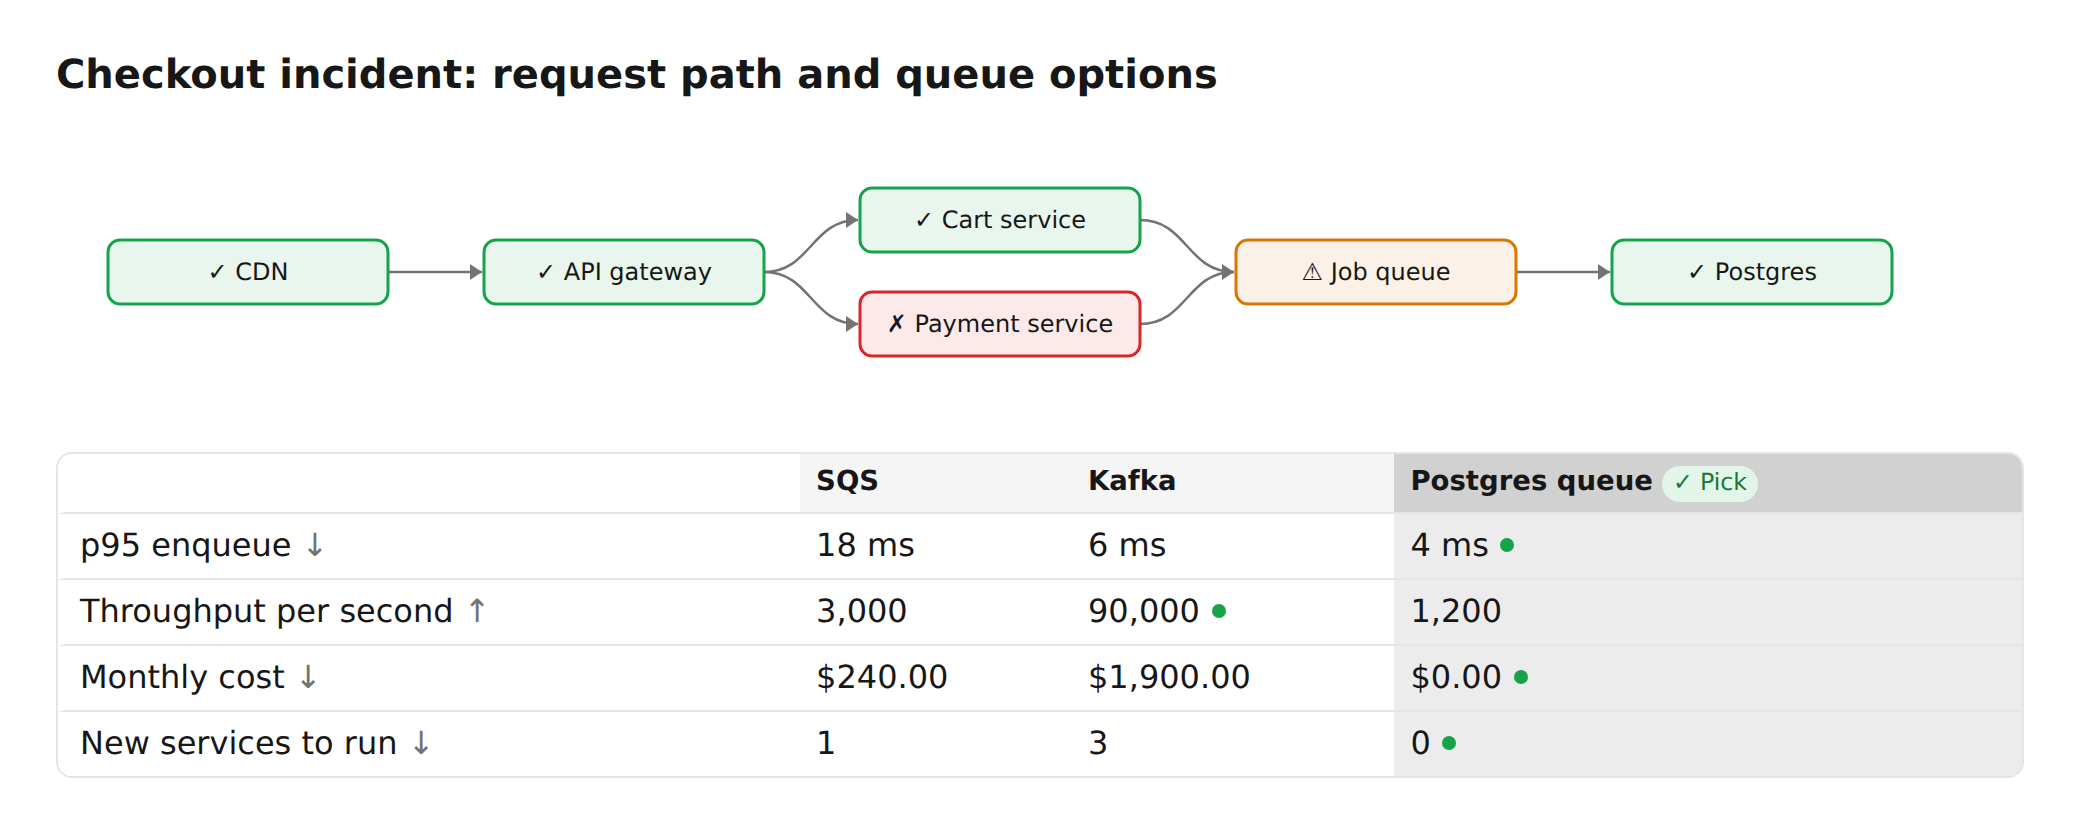 Checkout incident: request path and queue options
✓ Cart service
✓ CDN
✓ API gateway
⚠ Job queue
✓ Postgres
✗ Payment service
SQS Kafka Postgres queue ✓ Pick
p95 enqueue ↓ 18 ms 6 ms 4 ms
Throughput per second ↑ 3,000 90,000 1,200
Monthly cost ↓ $240.00 $1,900.00 $0.00
New services to run ↓ 1 3 0